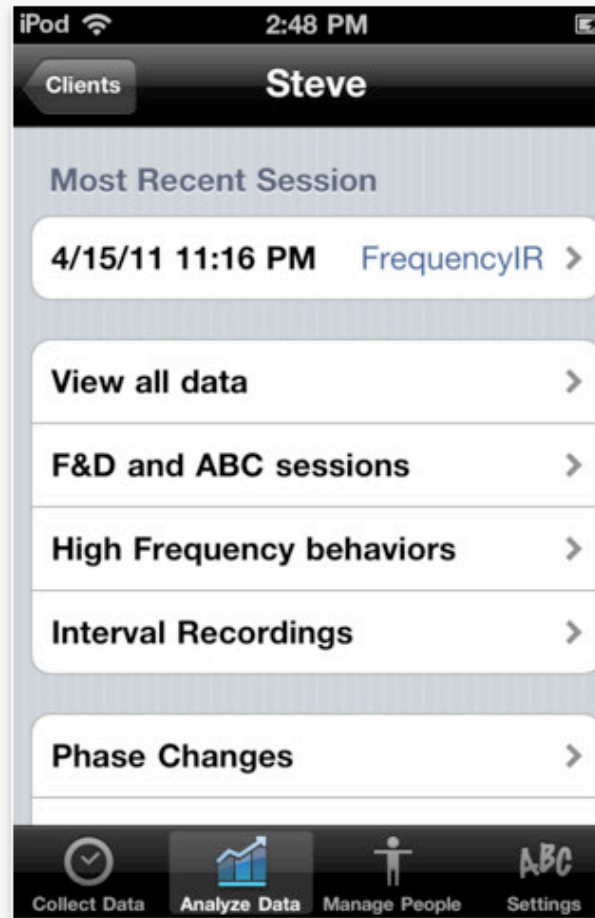 iPod 2:48 PM
Clients Steve
Most Recent Session
4/15/11 11:16 PM FrequencyIR
View all data
F&D and ABC sessions
High Frequency behaviors
Interval Recordings
Phase Changes
ABC
Collect Data Analyze Data Manage People Settings